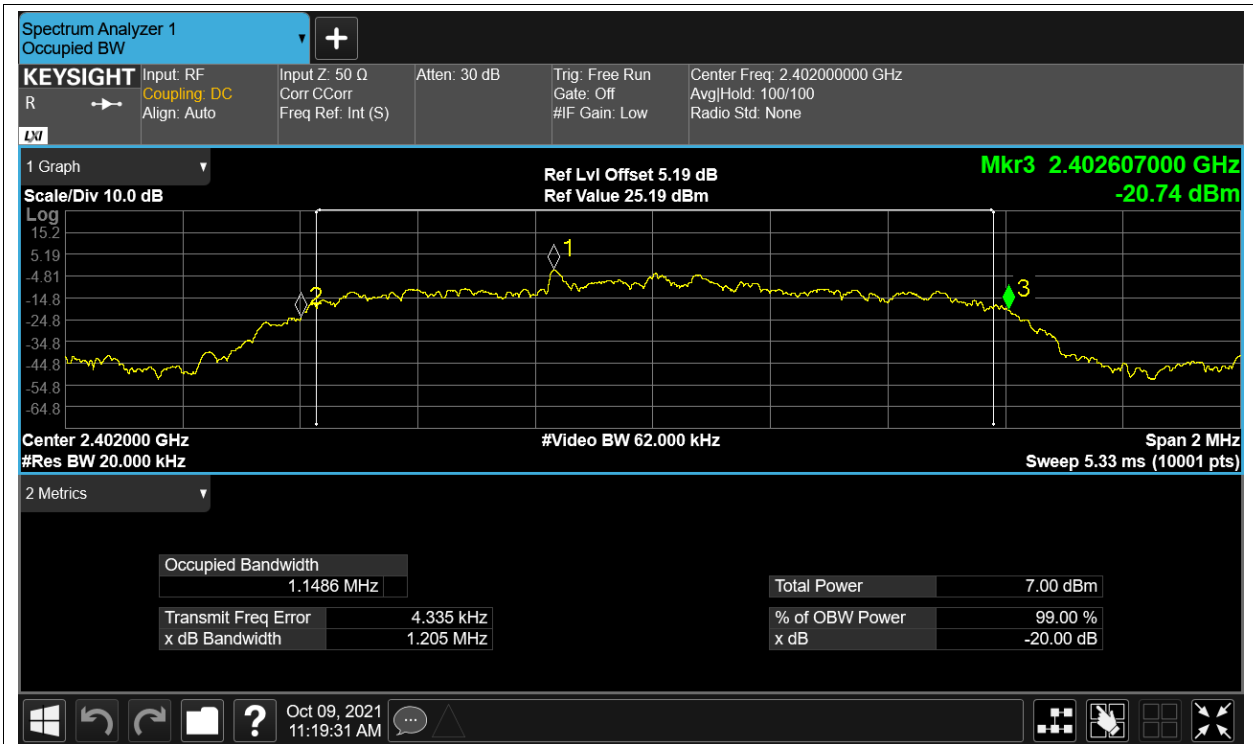 Spectrum Analyzer 1
Occupied BW
KEYSIGHT
R
LXI
Input: RF
Coupling: DC
Align: Auto
Input Z: 50 Ω
Corr CCorr
Freq Ref: Int (S)
Atten: 30 dB
Trig: Free Run
Gate: Off
#IF Gain: Low
Center Freq: 2.402000000 GHz
Avg|Hold: 100/100
Radio Std: None
1 Graph
Scale/Div 10.0 dB
Ref Lvl Offset 5.19 dB
Ref Value 25.19 dBm
Mkr3 2.402607000 GHz
-20.74 dBm
Log
15.2
5.19
-4.81
-14.8
-24.8
-34.8
-44.8
-54.8
-64.8
1
2
3
Center 2.402000 GHz
#Video BW 62.000 kHz
Span 2 MHz
#Res BW 20.000 kHz
Sweep 5.33 ms (10001 pts)
2 Metrics
Occupied Bandwidth
1.1486 MHz
Total Power 7.00 dBm
Transmit Freq Error 4.335 kHz
% of OBW Power 99.00 %
x dB Bandwidth 1.205 MHz
x dB -20.00 dB
?
Oct 09, 2021
11:19:31 AM